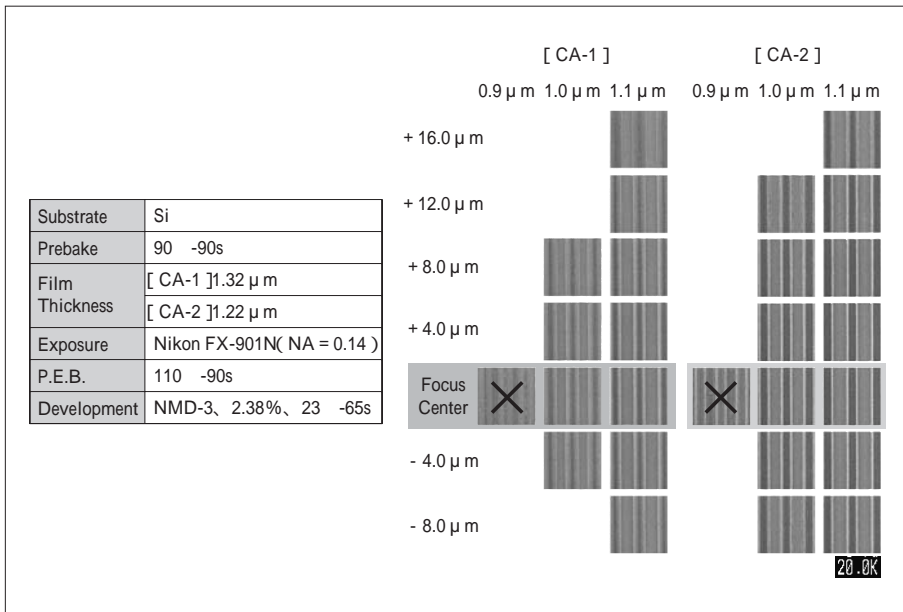 [ CA-1 ] [ CA-2 ]
0.9 μ m 1.0 μ m 1.1 μ m 0.9 μ m 1.0 μ m 1.1 μ m
+ 16.0 μ m
+ 12.0 μ m
+ 8.0 μ m
+ 4.0 μ m
Focus
Center
- 4.0 μ m
- 8.0 μ m
20.0K
Substrate Si
Prebake 90 -90s
Film
Thickness
[ CA-1 ]1.32 μ m
[ CA-2 ]1.22 μ m
Exposure Nikon FX-901N( NA = 0.14 )
P.E.B. 110 -90s
Development NMD-3、2.38%、23 -65s